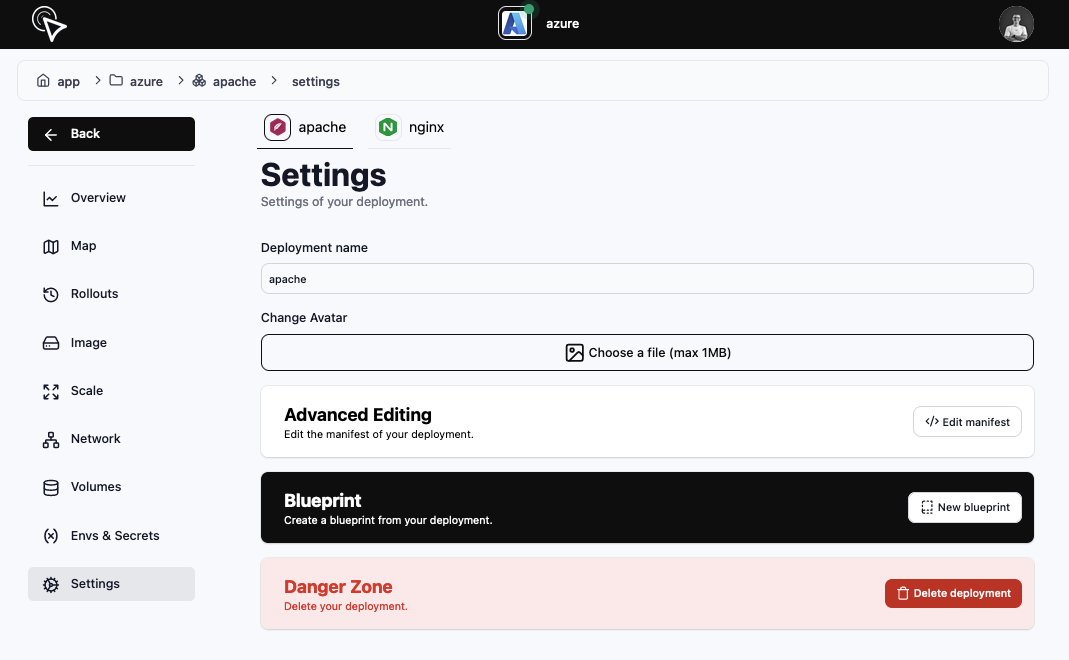 azure
app
azure
apache
settings
Back
apache
nginx
Settings
Settings of your deployment.
Overview
Map
Rollouts
Image
Scale
Network
Volumes
Envs & Secrets
Settings
Deployment name
apache
Change Avatar
Choose a file (max 1MB)
Advanced Editing
Edit the manifest of your deployment.
Edit manifest
Blueprint
Create a blueprint from your deployment.
New blueprint
Danger Zone
Delete your deployment.
Delete deployment